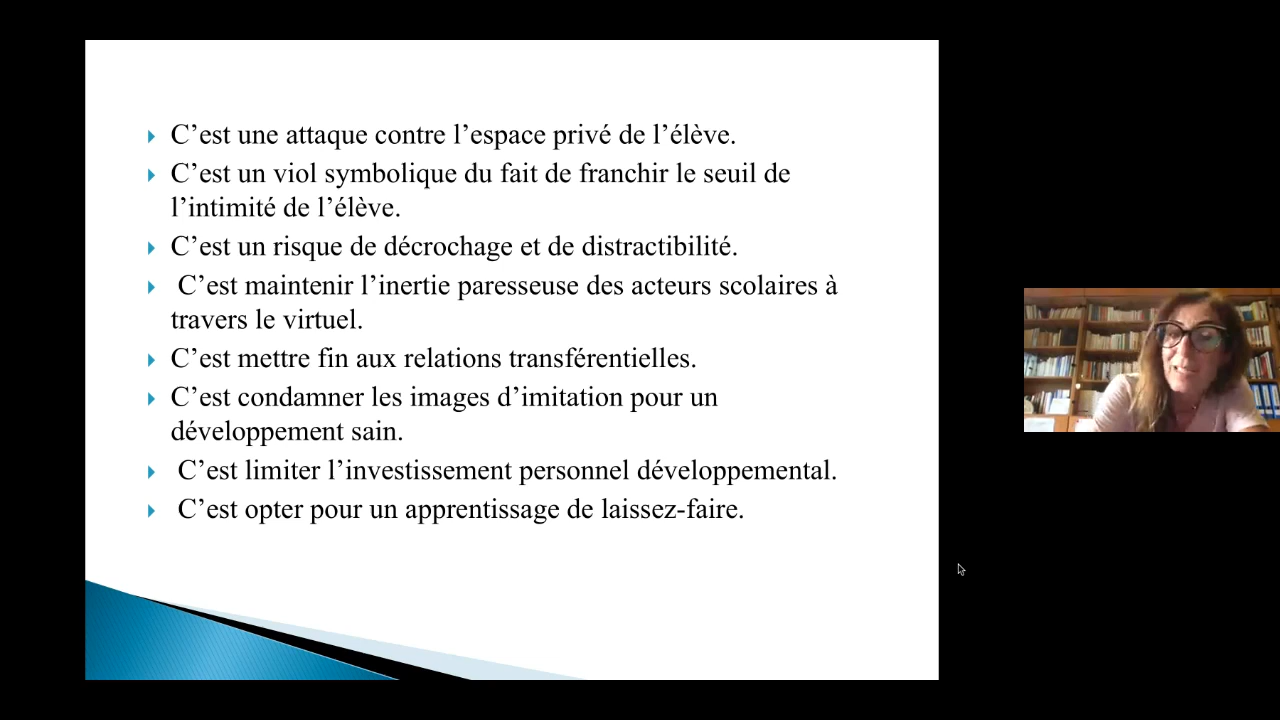 C’est une attaque contre l’espace privé de l’élève.
C’est un viol symbolique du fait de franchir le seuil de
l’intimité de l’élève.
C’est un risque de décrochage et de distractibilité.
C’est maintenir l’inertie paresseuse des acteurs scolaires à
travers le virtuel.
C’est mettre fin aux relations transférentielles.
C’est condamner les images d’imitation pour un
développement sain.
C’est limiter l’investissement personnel développemental.
C’est opter pour un apprentissage de laissez-faire.